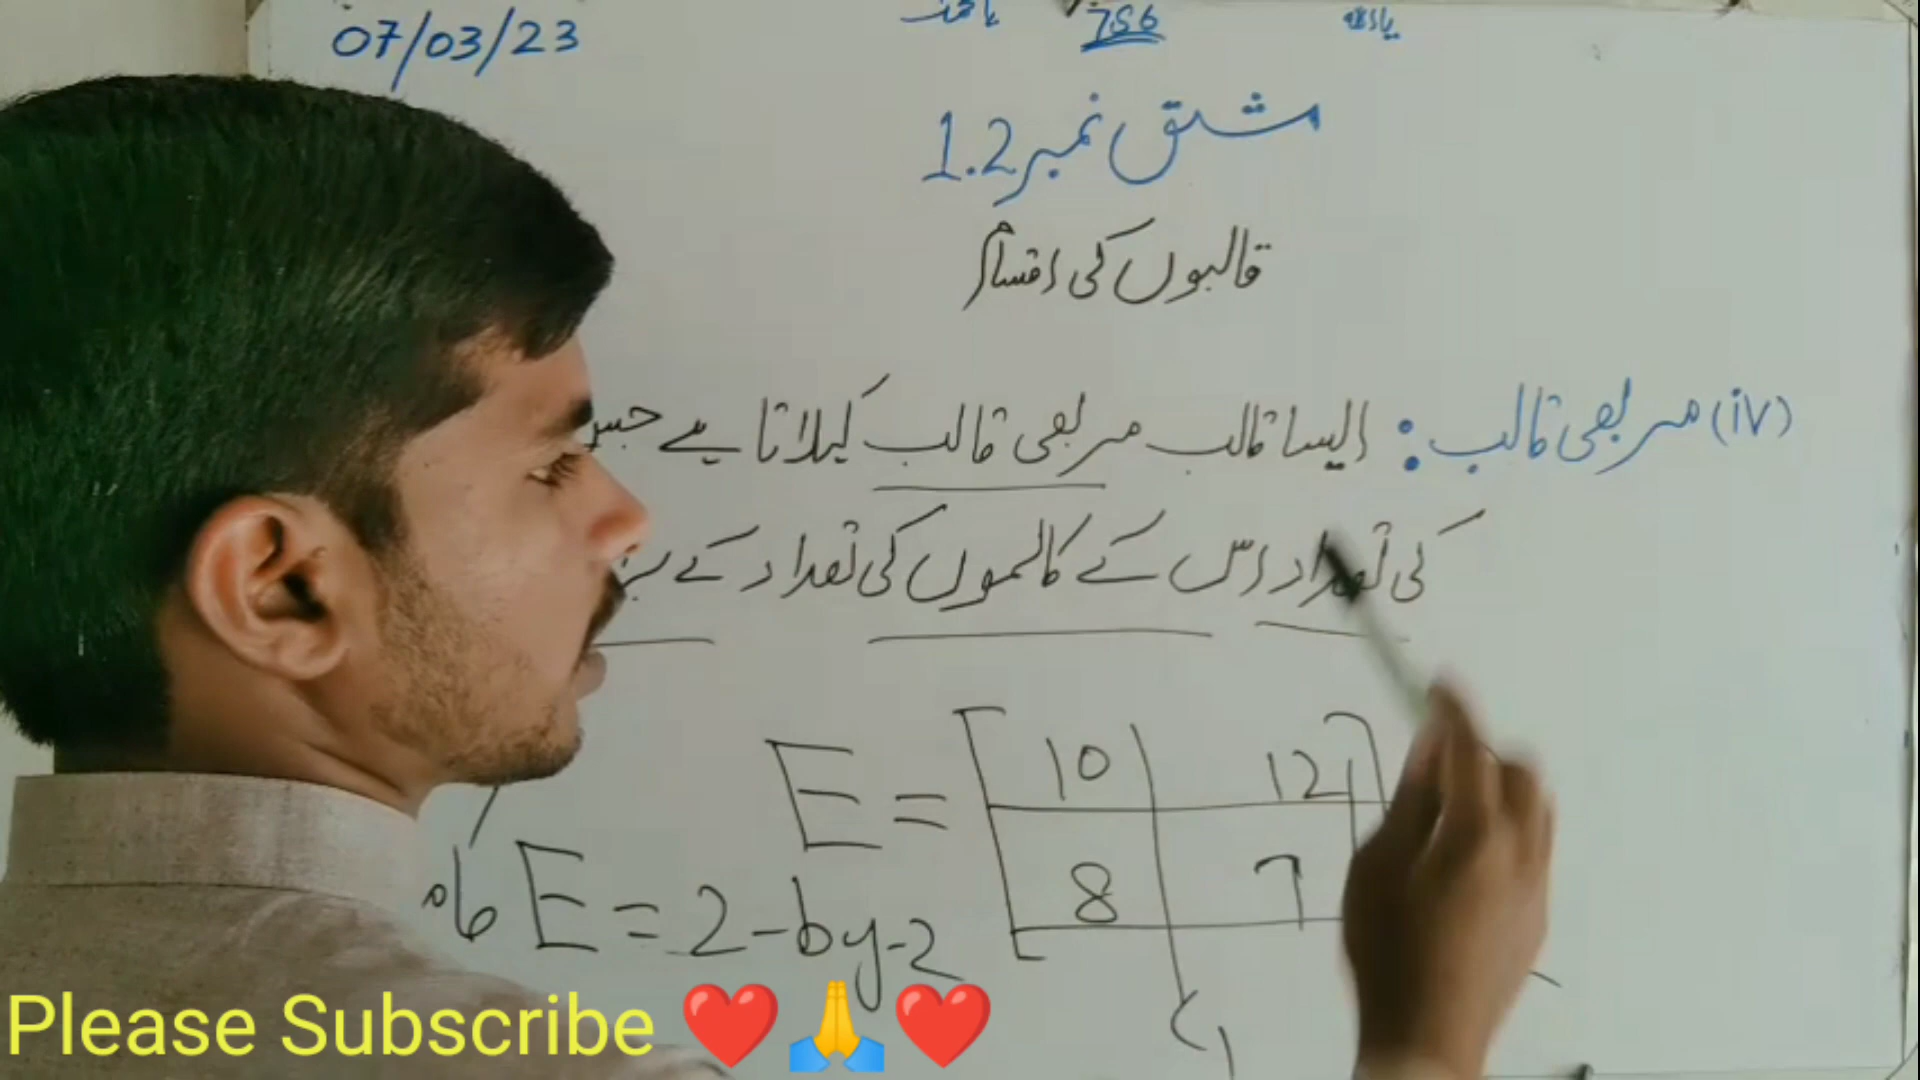 07/03/23
786
یا اللہ
مشق نمبر 1.2
قالبوں کی اقسام
(iv) مربعی قالب : ایسا قالب مربعی قالب کہلاتا ہے جس
کی تعداد اس کے کالموں کی تعداد کے
E = [10 12
8 7
E = 2-by-2
Please Subscribe ❤️🙏❤️